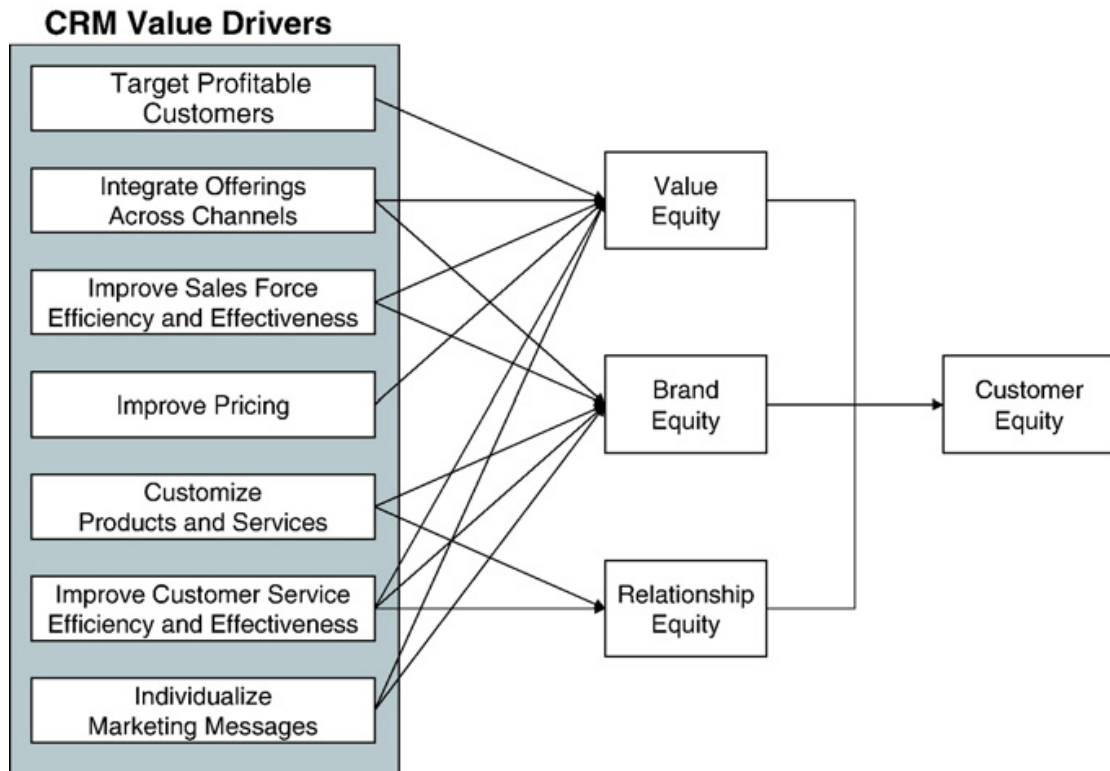 CRM Value Drivers
Target Profitable
Customers
Integrate Offerings
Across Channels
Improve Sales Force
Efficiency and Effectiveness
Improve Pricing
Customize
Products and Services
Improve Customer Service
Efficiency and Effectiveness
Individualize
Marketing Messages
Value
Equity
Brand
Equity
Relationship
Equity
Customer
Equity